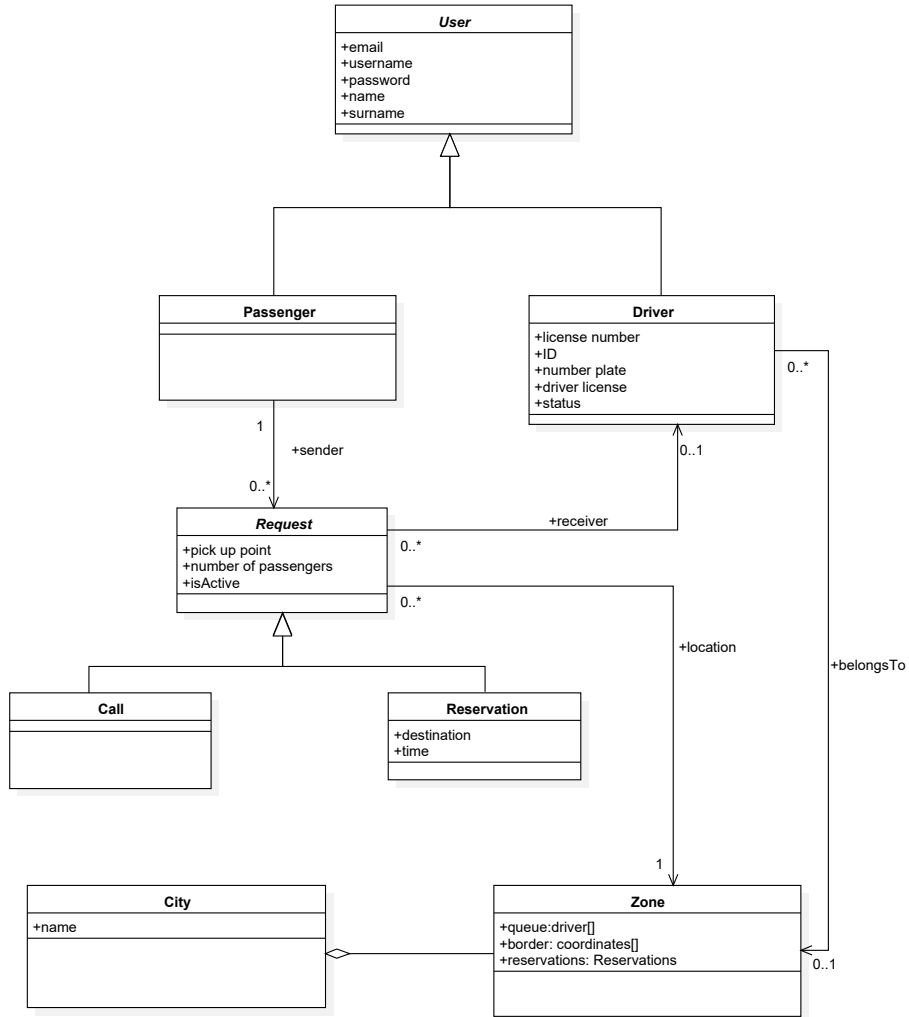 User
+email
+username
+password
+name
+surname
Passenger
Driver
+license number
+ID
+number plate
+driver license
+status
0..*
1
+sender
0..*
0..1
Request
+pick up point
+number of passengers
+isActive
+receiver
0..*
0..*
+location
+belongsTo
Call
Reservation
+destination
+time
1
City
+name
Zone
+queue:driver[]
+border: coordinates[]
+reservations: Reservations
0..1